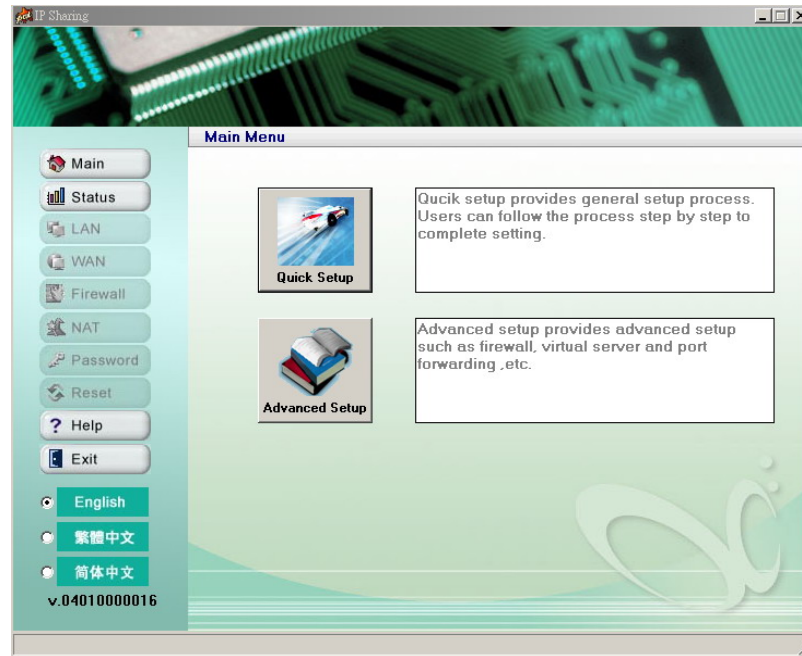 IP Sharing
Main Menu
Main
Status
LAN
WAN
Firewall
NAT
Password
Reset
Help
Exit
English
繁體中文
简体中文
v.04010000016
Quick Setup
Qucik setup provides general setup process.
Users can follow the process step by step to
complete setting.
Advanced Setup
Advanced setup provides advanced setup
such as firewall, virtual server and port
forwarding ,etc.